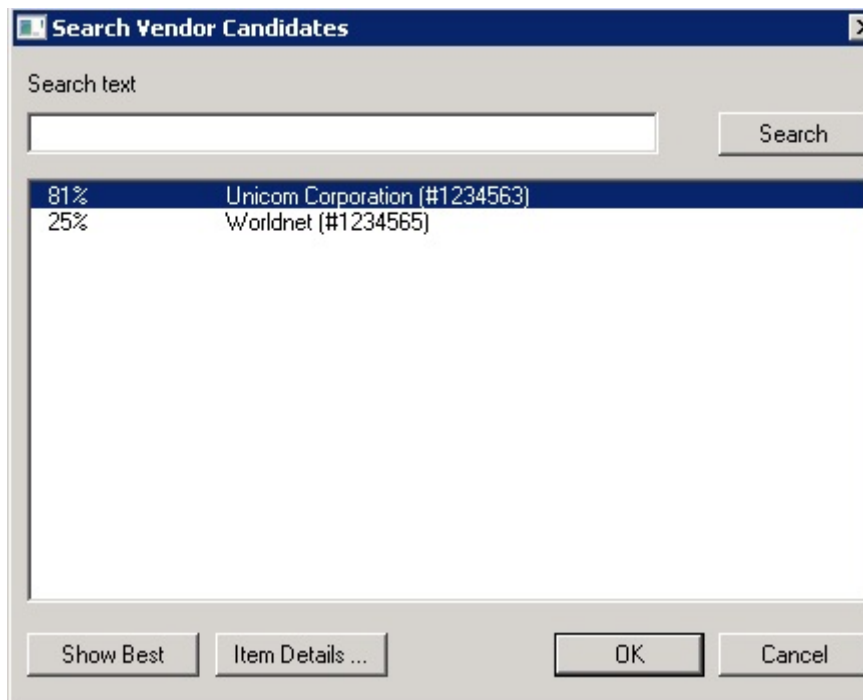 Search Vendor Candidates
Search text
Search
81% Unicom Corporation (#1234563)
25% Worldnet (#1234565)
Show Best Item Details ... OK Cancel